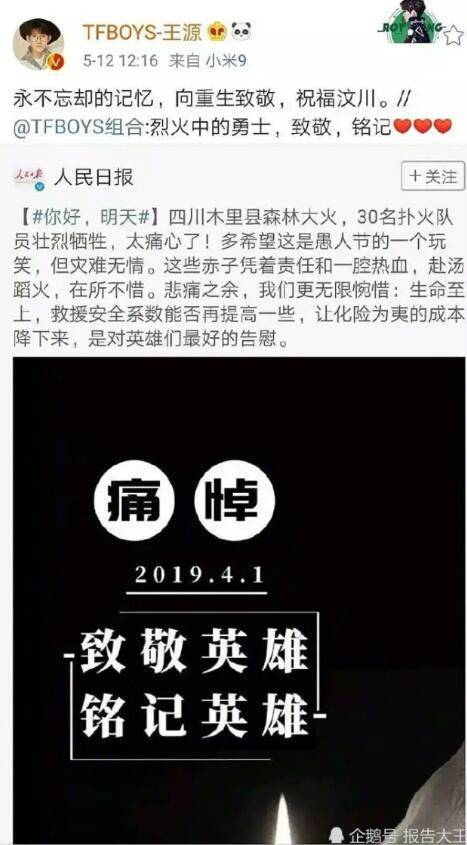 TFBOYS-王源
ROY WANG
5-12 12:16 来自 小米9
永不忘却的记忆，向重生致敬，祝福汶川。//
@TFBOYS组合:烈火中的勇士，致敬，铭记❤❤❤
人民日报
人民日报
+关注
【#你好，明天#】四川木里县森林大火，30名扑火队
员壮烈牺牲，太痛心了！多希望这是愚人节的一个玩
笑，但灾难无情。这些赤子凭着责任和一腔热血，赴汤
蹈火，在所不惜。悲痛之余，我们更无限惋惜：生命至
上，救援安全系数能否再提高一些，让化险为夷的成本
降下来，是对英雄们最好的告慰。
痛悼
2019.4.1
致敬英雄
铭记英雄
企鹅号 报告大王